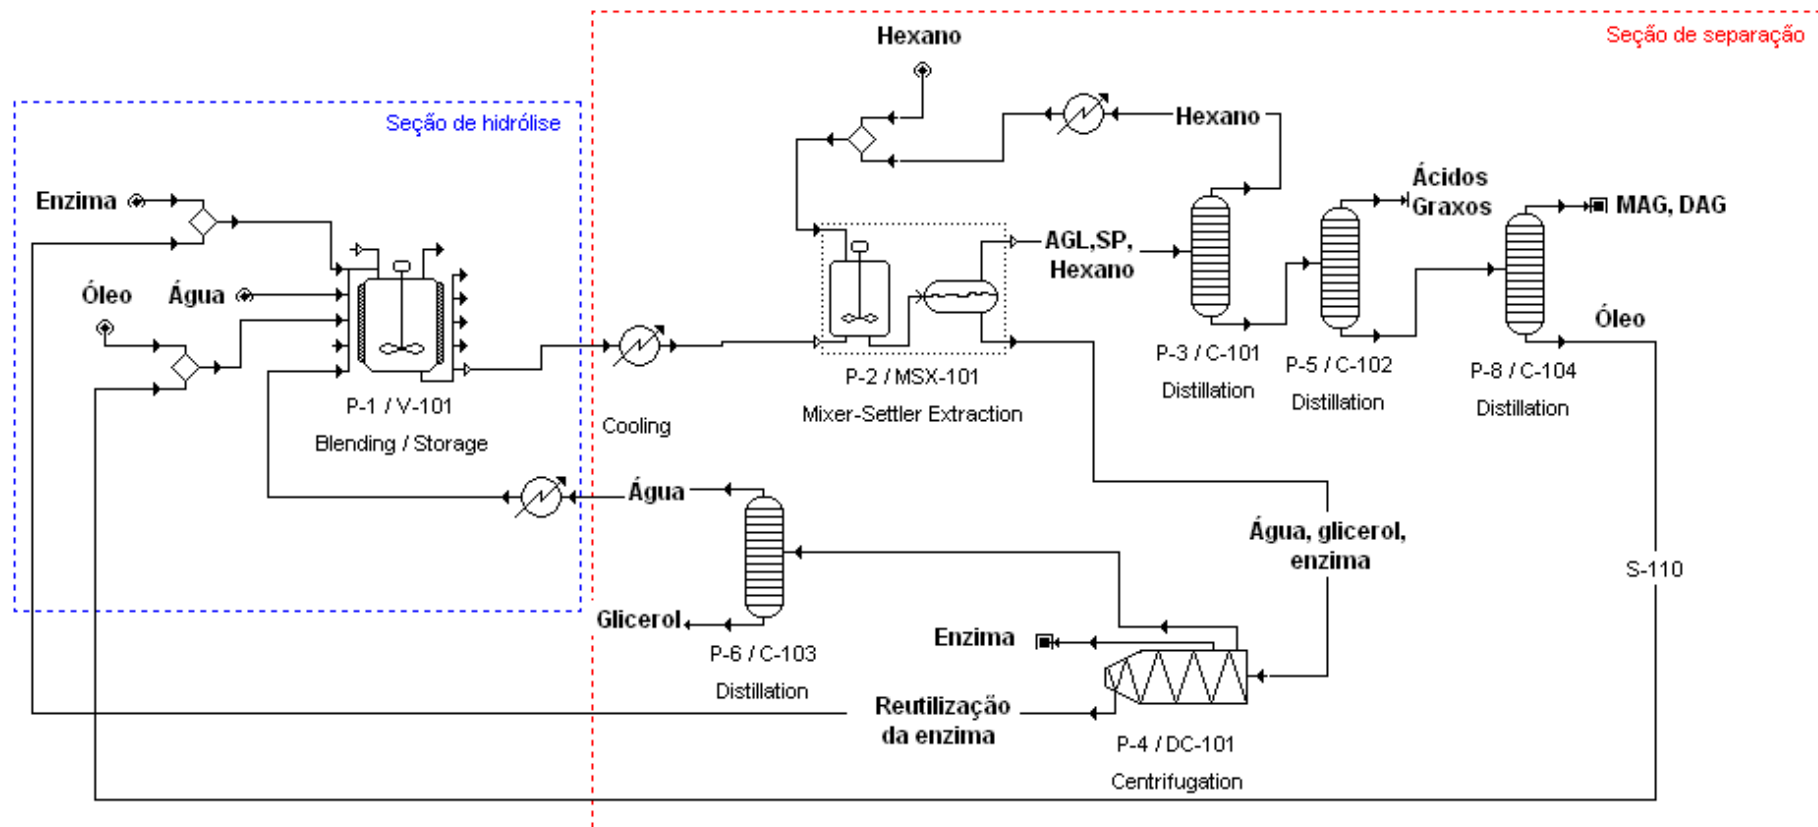 Hexano
Seção de separação
Seção de hidrólise
Hexano
Enzima
Ácidos
Graxos
MAG, DAG
AGL,SP,
Hexano
Óleo
Água
Óleo
P-1 / V-101
Blending / Storage
Cooling
P-2 / MSX-101
Mixer-Settler Extraction
P-3 / C-101
Distillation
P-5 / C-102
Distillation
P-8 / C-104
Distillation
Água
Água, glicerol,
enzima
S-110
Glicerol
P-6 / C-103
Distillation
Enzima
Reutilização
da enzima
P-4 / DC-101
Centrifugation